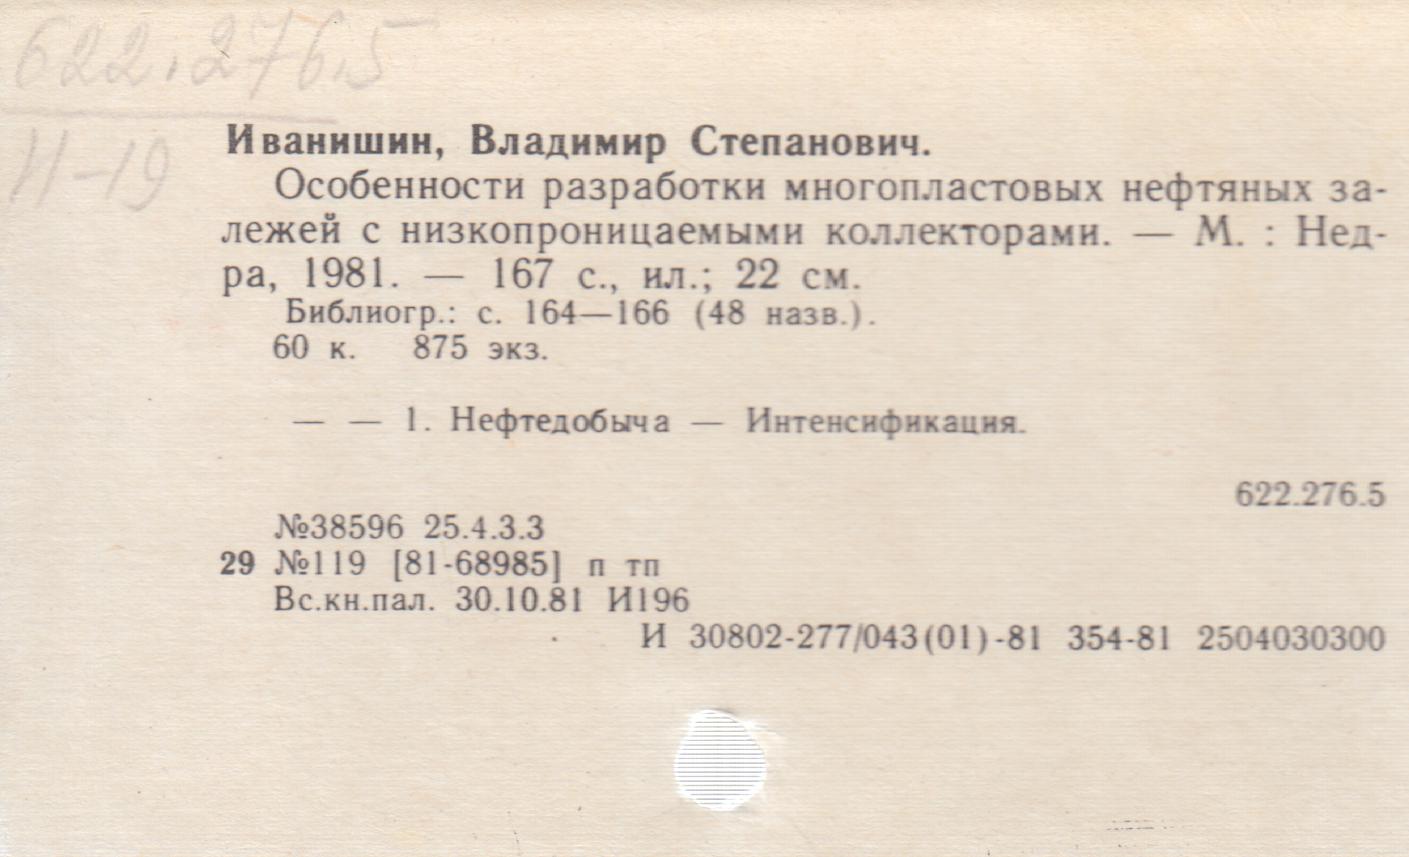 622.276.5
И-19
Иванишин, Владимир Степанович.
Особенности разработки многопластовых нефтяных за-
лежей с низкопроницаемыми коллекторами. — М. : Нед-
ра, 1981. — 167 с., ил.; 22 см.
Библиогр.: с. 164—166 (48 назв.).
60 к. 875 экз.
— — 1. Нефтедобыча — Интенсификация.
622.276.5
№38596 25.4.3.3
29 №119 [81-68985] п тп
Вс.кн.пал. 30.10.81 И196
И 30802-277/043(01)-81 354-81 2504030300